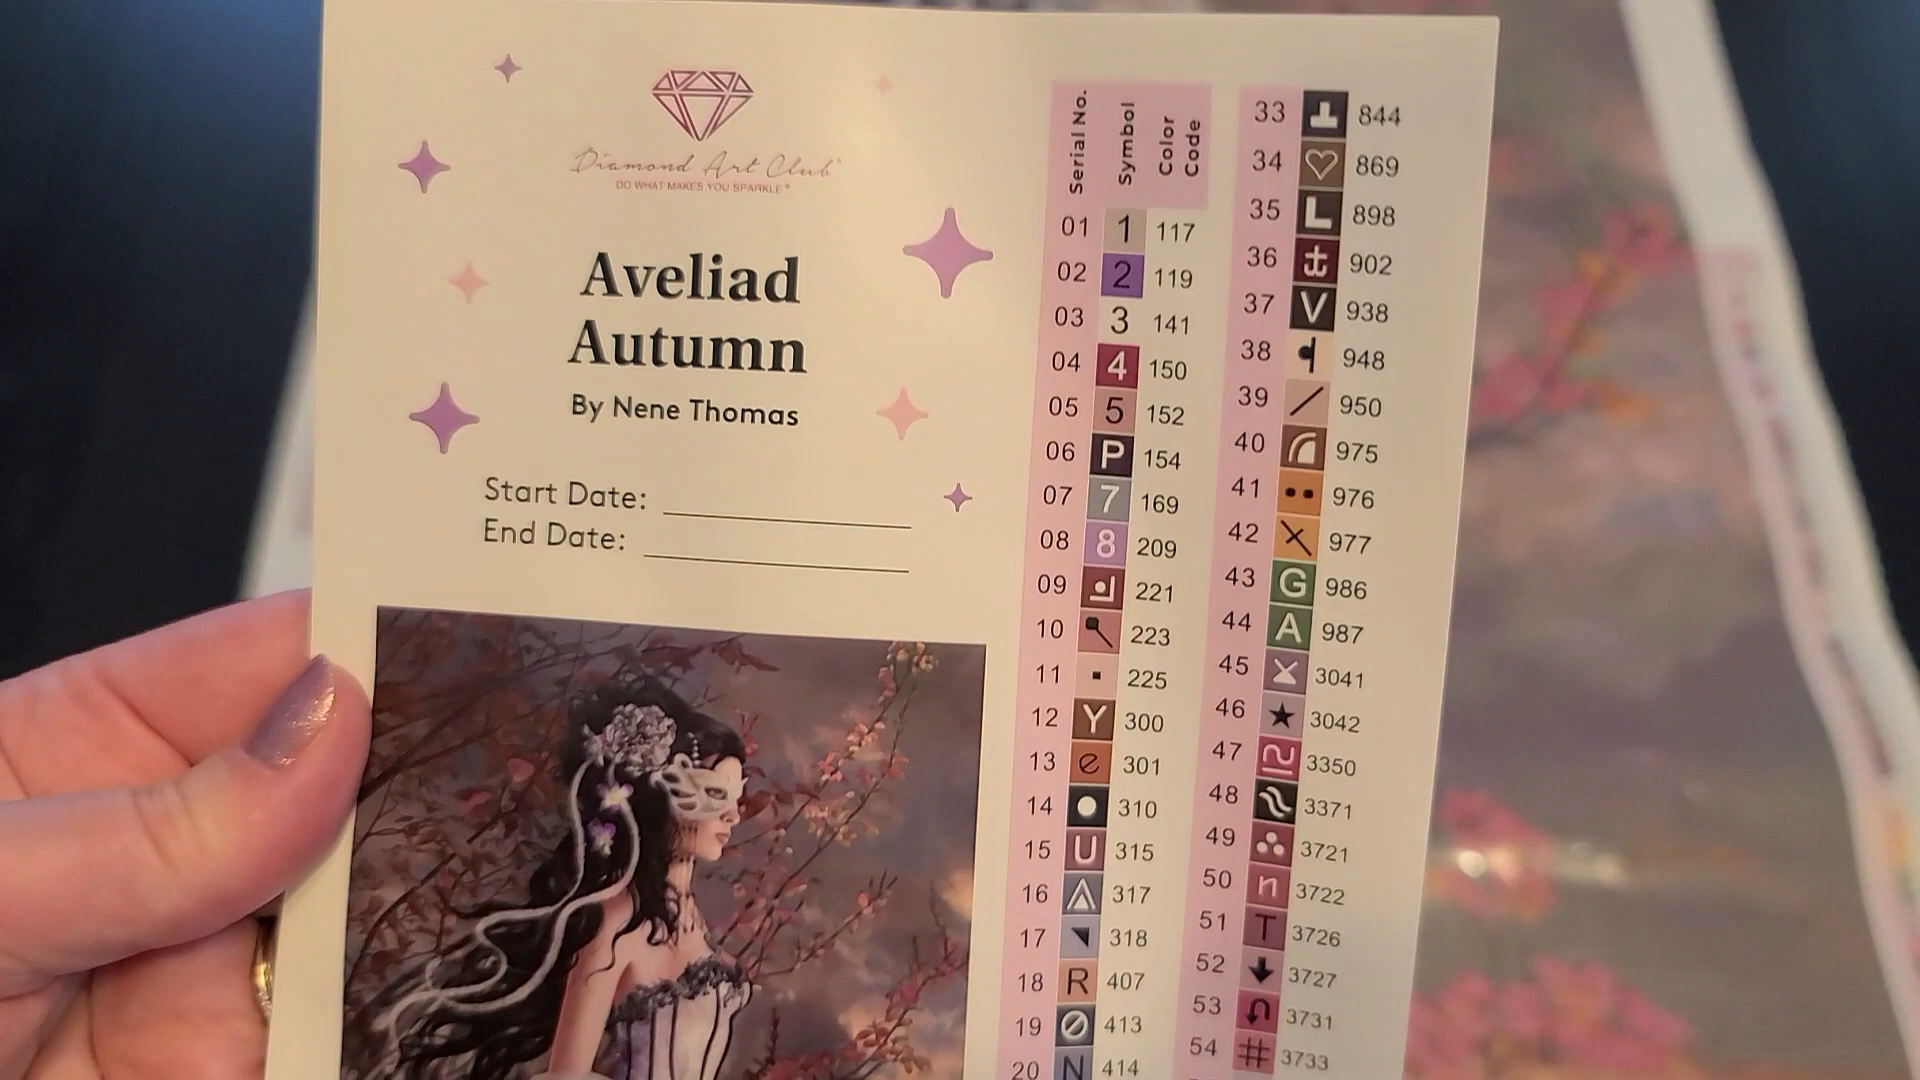 Diamond Art Club®
DO WHAT MAKES YOU SPARKLE®
Aveliad
Autumn
By Nene Thomas
Start Date:
End Date:
Serial No. Symbol Color Code
01 1 117
02 2 119
03 3 141
04 4 150
05 5 152
06 P 154
07 7 169
08 8 209
09 221
10 223
11 225
12 Y 300
13 e 301
14 310
15 U 315
16 317
17 318
18 R 407
19 413
20 N 414
33 844
34 869
35 L 898
36 902
37 V 938
38 948
39 950
40 975
41 976
42 977
43 G 986
44 A 987
45 3041
46 3042
47 3350
48 3371
49 3721
50 n 3722
51 T 3726
52 3727
53 3731
54 # 3733